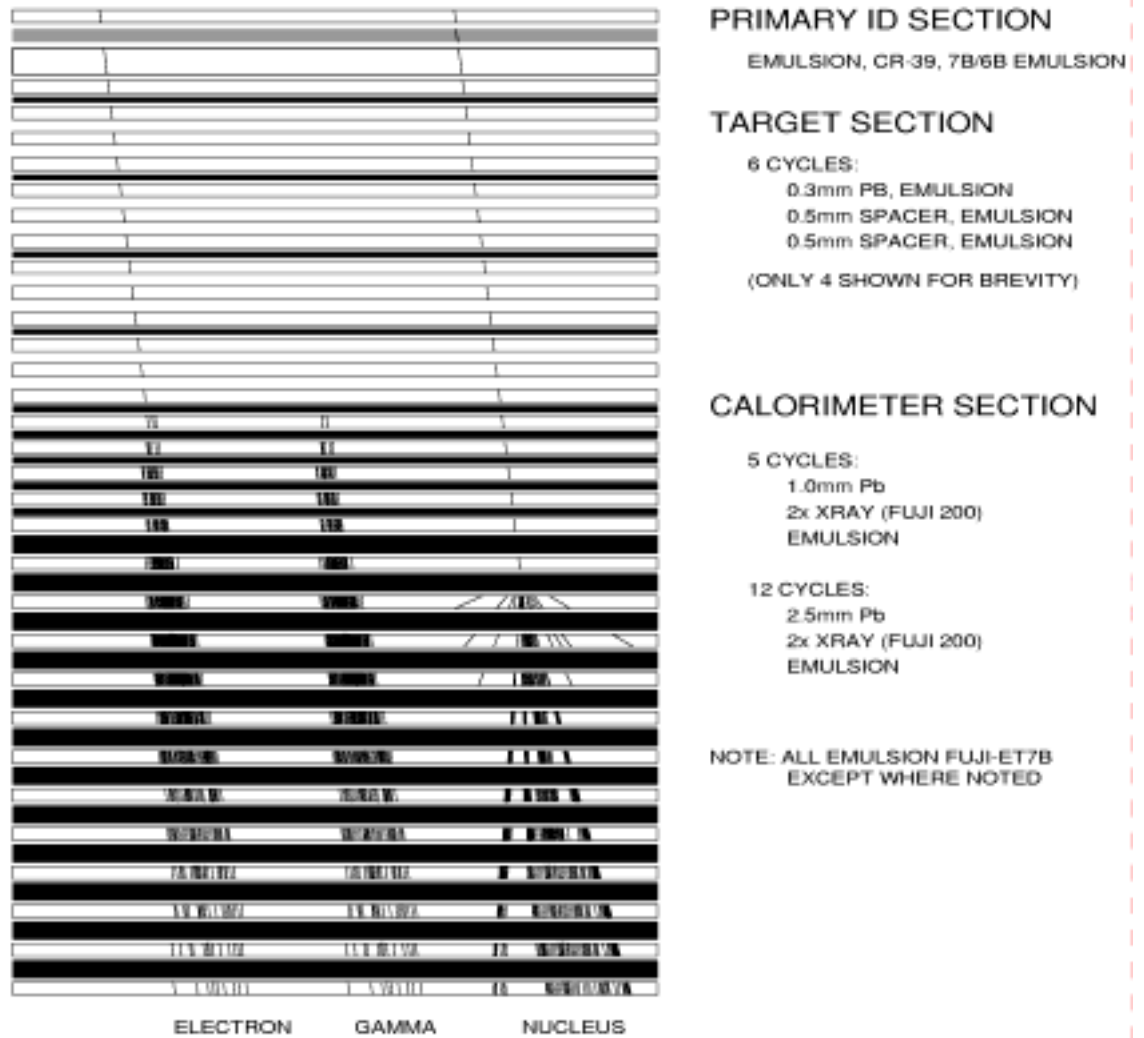 PRIMARY ID SECTION
EMULSION, CR-39, 7B/6B EMULSION
TARGET SECTION
6 CYCLES:
0.3mm PB, EMULSION
0.5mm SPACER, EMULSION
0.5mm SPACER, EMULSION
(ONLY 4 SHOWN FOR BREVITY)
CALORIMETER SECTION
5 CYCLES:
1.0mm Pb
2x XRAY (FUJI 200)
EMULSION
12 CYCLES:
2.5mm Pb
2x XRAY (FUJI 200)
EMULSION
NOTE: ALL EMULSION FUJI-ET7B
EXCEPT WHERE NOTED
ELECTRON GAMMA NUCLEUS